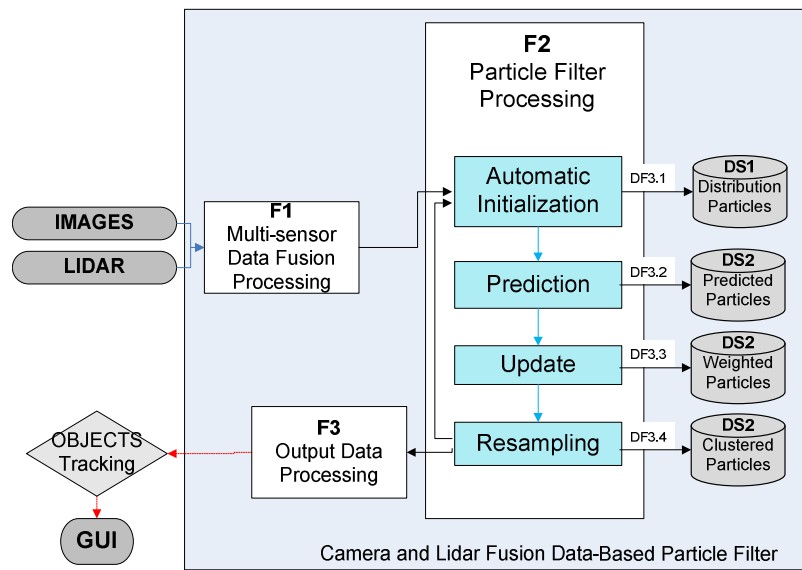 F2
Particle Filter
Processing
Automatic
Initialization
DF3.1
DS1
Distribution
Particles
IMAGES
LIDAR
F1
Multi-sensor
Data Fusion
Processing
Prediction
DF3.2
DS2
Predicted
Particles
Update
DF3.3
DS2
Weighted
Particles
OBJECTS
Tracking
F3
Output Data
Processing
Resampling
DF3.4
DS2
Clustered
Particles
GUI
Camera and Lidar Fusion Data-Based Particle Filter